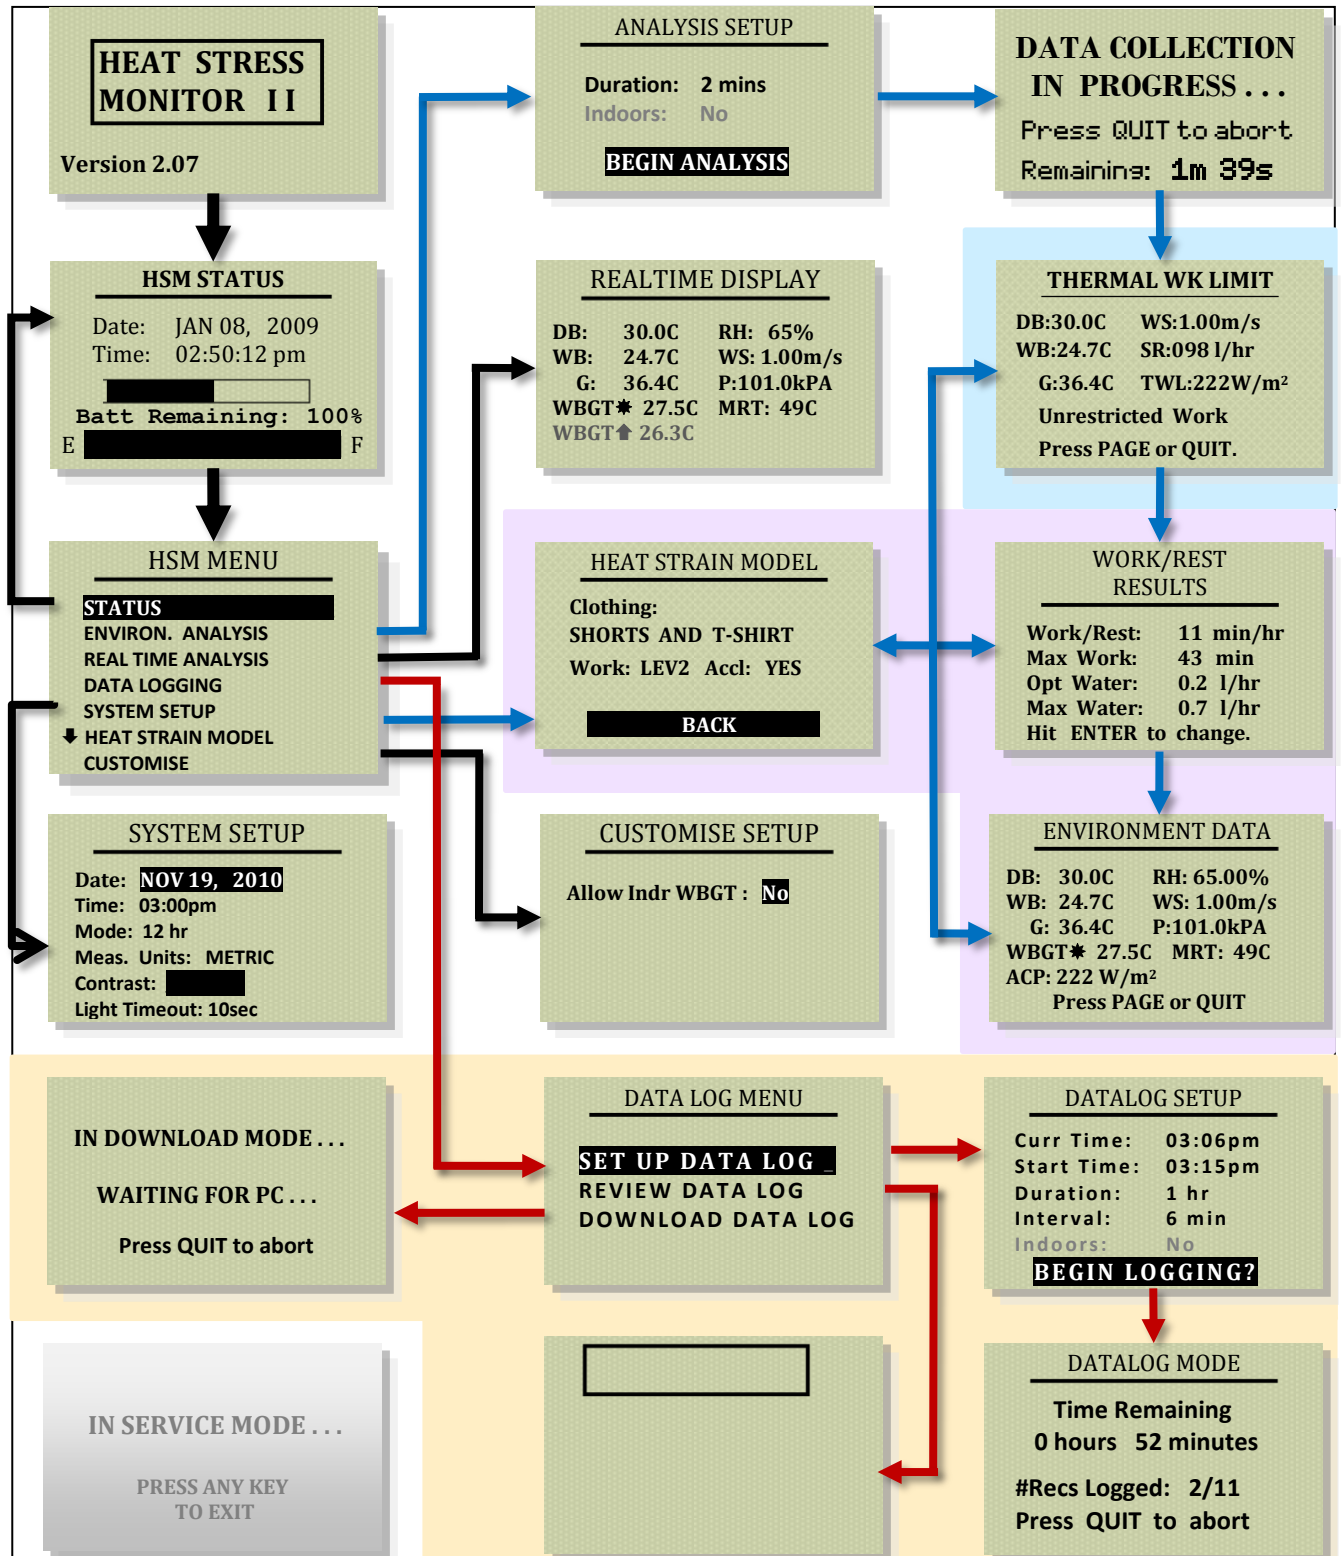 HEAT STRESS
MONITOR II
Version 2.07
ANALYSIS SETUP
Duration: 2 mins
Indoors: No
BEGIN ANALYSIS
DATA COLLECTION
IN PROGRESS . . .
Press QUIT to abort
Remaining: 1m 39s
HSM STATUS
Date: JAN 08, 2009
Time: 02:50:12 pm
Batt Remaining: 100%
E F
REALTIME DISPLAY
DB: 30.0C RH: 65%
WB: 24.7C WS: 1.00m/s
G: 36.4C P:101.0kPA
WBGT☀ 27.5C MRT: 49C
WBGT⬆ 26.3C
THERMAL WK LIMIT
DB:30.0C WS:1.00m/s
WB:24.7C SR:098 l/hr
G:36.4C TWL:222W/m²
Unrestricted Work
Press PAGE or QUIT.
HSM MENU
STATUS
ENVIRON. ANALYSIS
REAL TIME ANALYSIS
DATA LOGGING
SYSTEM SETUP
⬇ HEAT STRAIN MODEL
CUSTOMISE
HEAT STRAIN MODEL
Clothing:
SHORTS AND T-SHIRT
Work: LEV2 Accl: YES
BACK
WORK/REST
RESULTS
Work/Rest: 11 min/hr
Max Work: 43 min
Opt Water: 0.2 l/hr
Max Water: 0.7 l/hr
Hit ENTER to change.
SYSTEM SETUP
Date: NOV 19, 2010
Time: 03:00pm
Mode: 12 hr
Meas. Units: METRIC
Contrast:
Light Timeout: 10sec
CUSTOMISE SETUP
Allow Indr WBGT : No
ENVIRONMENT DATA
DB: 30.0C RH: 65.00%
WB: 24.7C WS: 1.00m/s
G: 36.4C P:101.0kPA
WBGT☀ 27.5C MRT: 49C
ACP: 222 W/m²
Press PAGE or QUIT
IN DOWNLOAD MODE . . .
WAITING FOR PC . . .
Press QUIT to abort
DATA LOG MENU
SET UP DATA LOG _
REVIEW DATA LOG
DOWNLOAD DATA LOG
DATALOG SETUP
Curr Time: 03:06pm
Start Time: 03:15pm
Duration: 1 hr
Interval: 6 min
Indoors: No
BEGIN LOGGING?
IN SERVICE MODE . . .
PRESS ANY KEY
TO EXIT
DATALOG MODE
Time Remaining
0 hours 52 minutes
#Recs Logged: 2/11
Press QUIT to abort